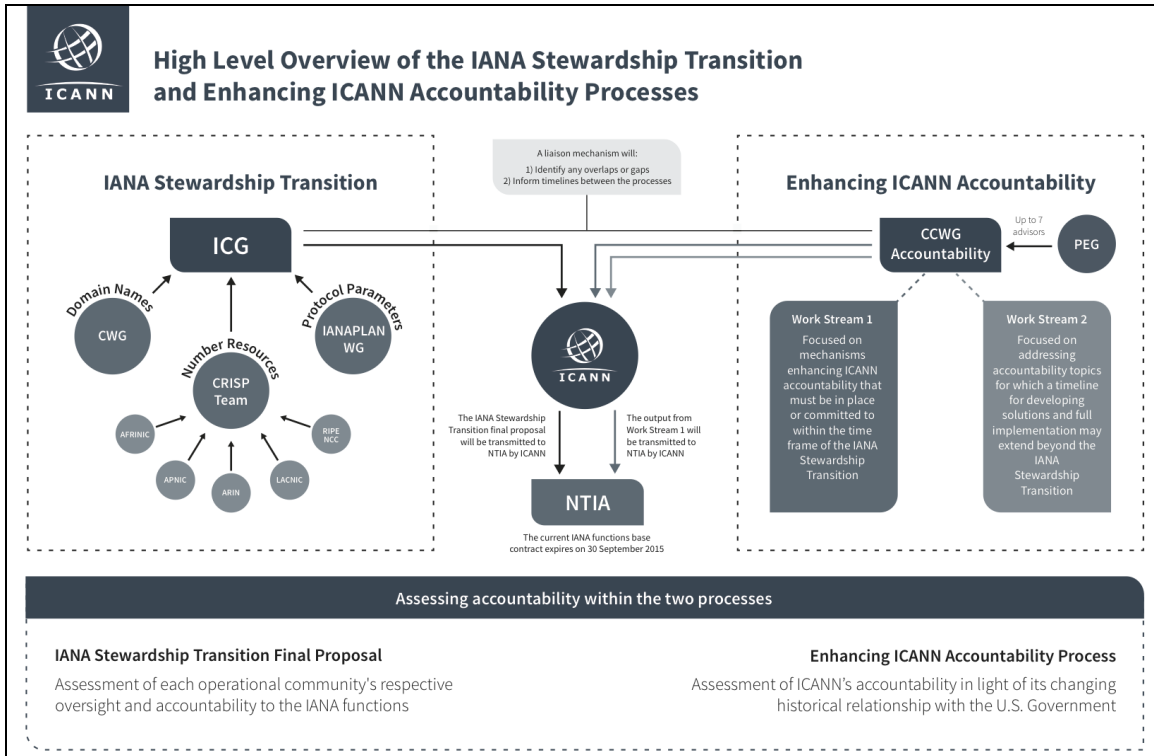 ICANN
High Level Overview of the IANA Stewardship Transition
and Enhancing ICANN Accountability Processes
IANA Stewardship Transition
ICG
Domain Names
CWG
Protocol Parameters
IANAPLAN
WG
Number Resources
CRISP
Team
AFRINIC
APNIC
ARIN
LACNIC
RIPE
NCC
A liaison mechanism will:
1) Identify any overlaps or gaps
2) Inform timelines between the processes
ICANN
The IANA Stewardship
Transition final proposal
will be transmitted to
NTIA by ICANN
The output from
Work Stream 1 will
be transmitted to
NTIA by ICANN
NTIA
The current IANA functions base
contract expires on 30 September 2015
Enhancing ICANN Accountability
CCWG
Accountability
Up to 7
advisors
PEG
Work Stream 1
Focused on
mechanisms
enhancing ICANN
accountability that
must be in place
or committed to
within the time
frame of the IANA
Stewardship
Transition
Work Stream 2
Focused on
addressing
accountability topics
for which a timeline
for developing
solutions and full
implementation may
extend beyond the
IANA
Stewardship
Transition
Assessing accountability within the two processes
IANA Stewardship Transition Final Proposal
Assessment of each operational community's respective
oversight and accountability to the IANA functions
Enhancing ICANN Accountability Process
Assessment of ICANN’s accountability in light of its changing
historical relationship with the U.S. Government